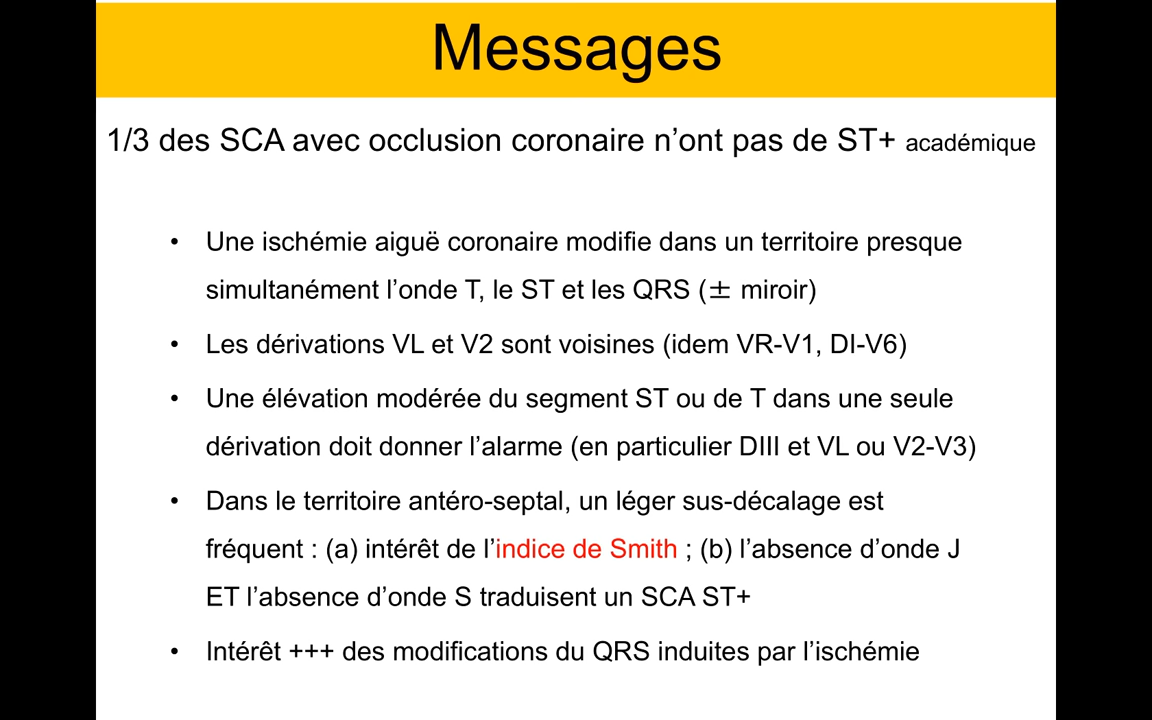 Messages
1/3 des SCA avec occlusion coronaire n’ont pas de ST+ académique
• Une ischémie aiguë coronaire modifie dans un territoire presque
simultanément l’onde T, le ST et les QRS (± miroir)
• Les dérivations VL et V2 sont voisines (idem VR-V1, DI-V6)
• Une élévation modérée du segment ST ou de T dans une seule
dérivation doit donner l’alarme (en particulier DIII et VL ou V2-V3)
• Dans le territoire antéro-septal, un léger sus-décalage est
fréquent : (a) intérêt de l’indice de Smith ; (b) l’absence d’onde J
ET l’absence d’onde S traduisent un SCA ST+
• Intérêt +++ des modifications du QRS induites par l’ischémie